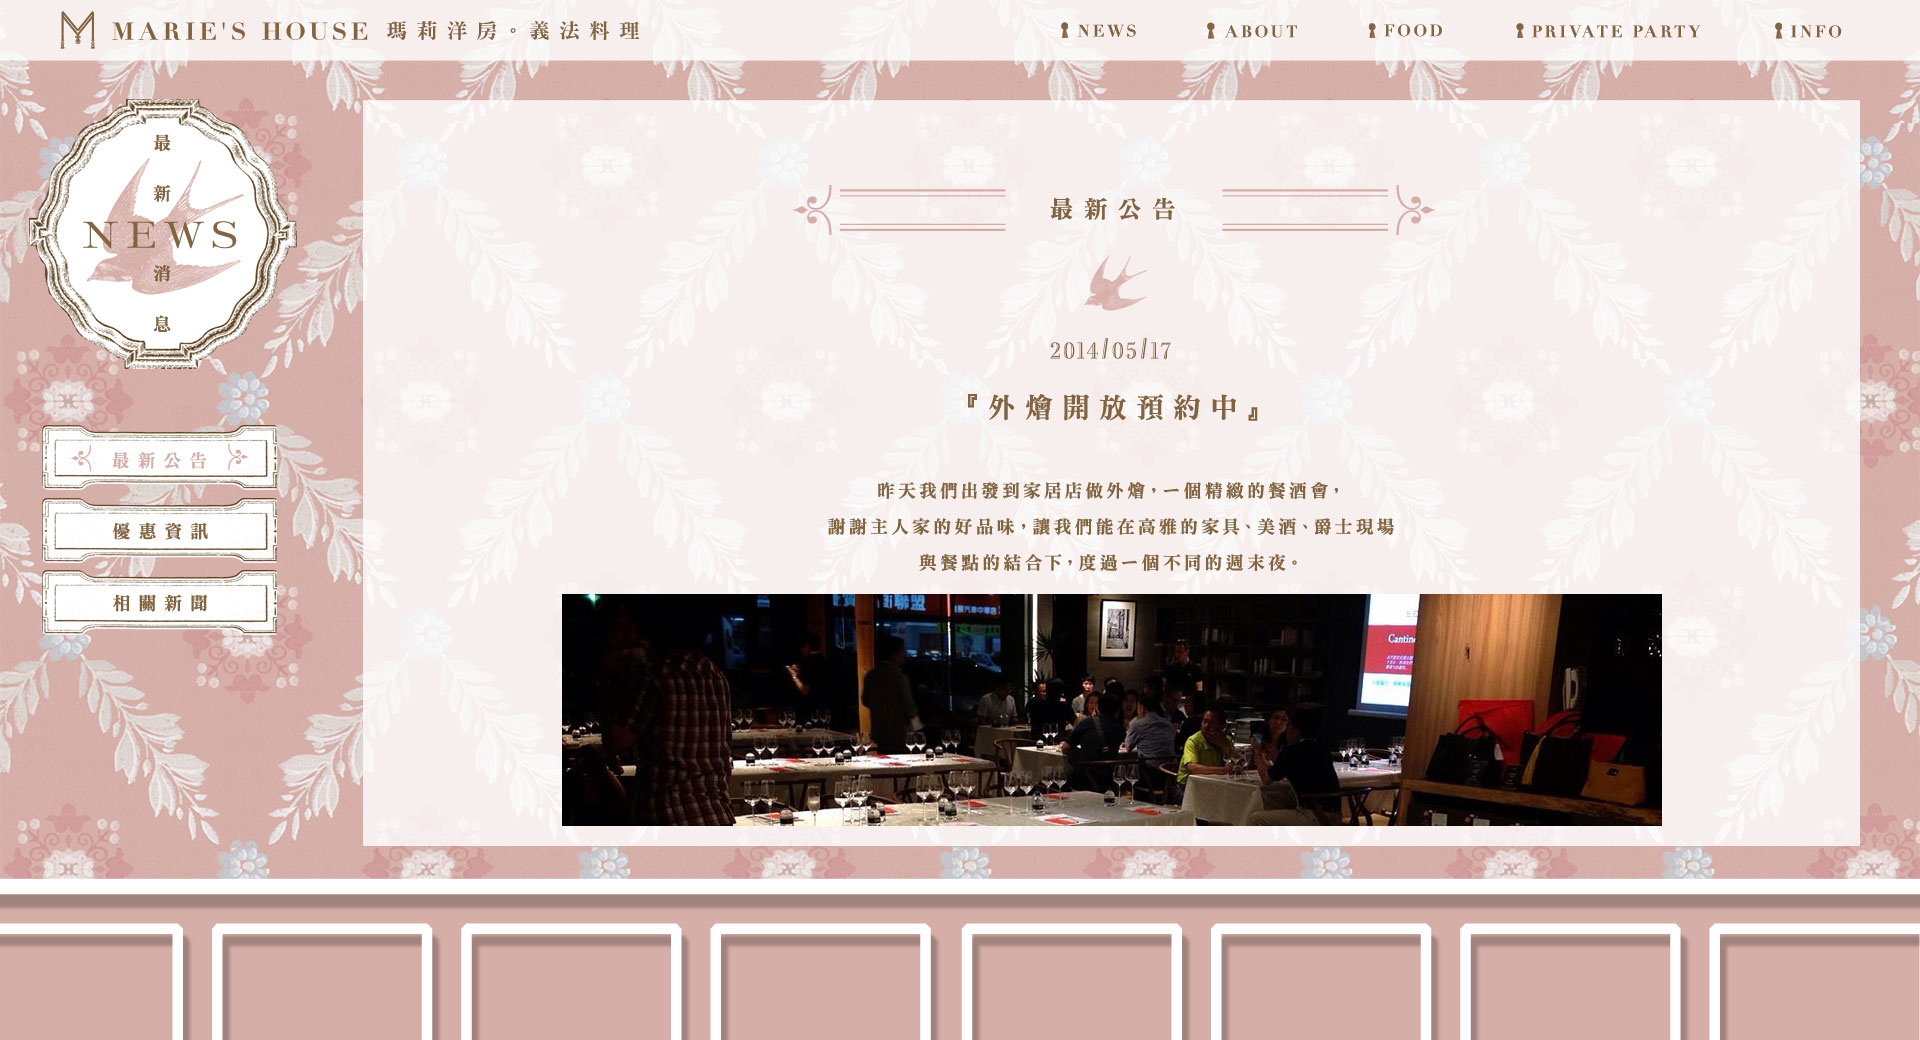 MARIE'S HOUSE 瑪莉洋房。義法料理
NEWS
ABOUT
FOOD
PRIVATE PARTY
INFO
最新
NEWS
消息
最新公告
優惠資訊
相關新聞
最新公告
2014/05/17
『外燴開放預約中』
昨天我們出發到家居店做外燴,一個精緻的餐酒會,
謝謝主人家的好品味,讓我們能在高雅的家具、美酒、爵士現場
與餐點的結合下,度過一個不同的週末夜。
Cantine